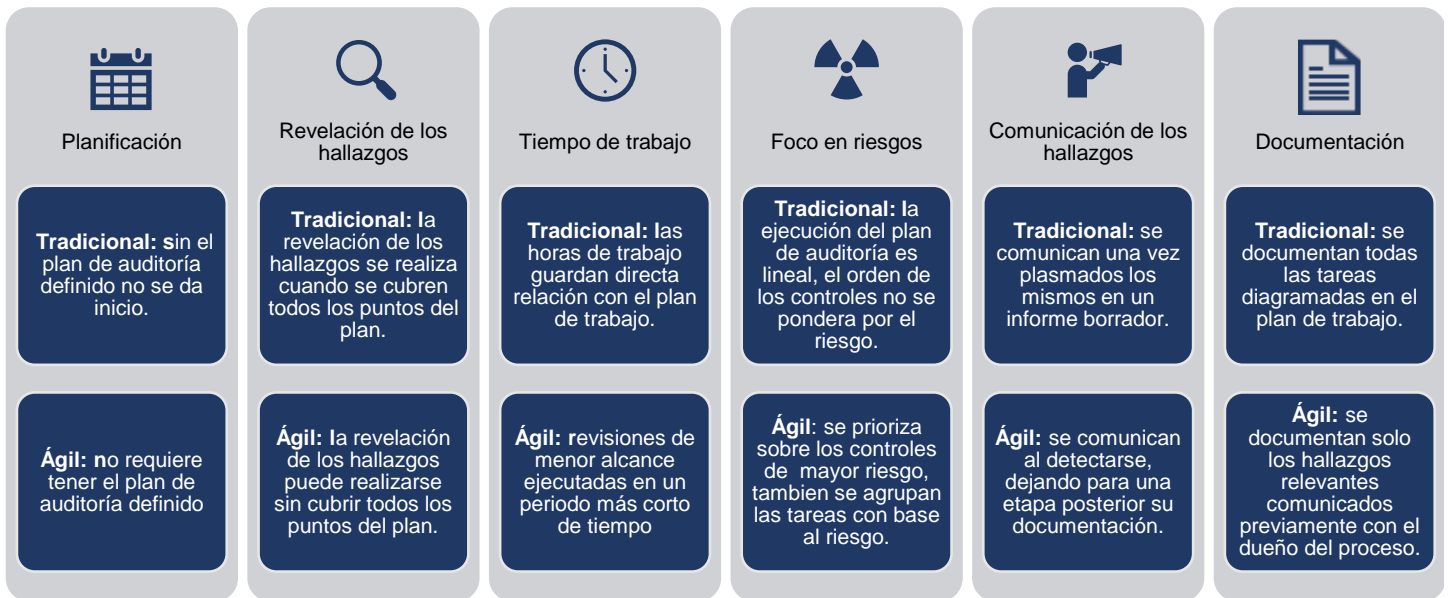 Planificación
Tradicional: sin el
plan de auditoría
definido no se da
inicio.
Ágil: no requiere
tener el plan de
auditoría definido
Revelación de los
hallazgos
Tradicional: la
revelación de los
hallazgos se realiza
cuando se cubren
todos los puntos del
plan.
Ágil: la revelación
de los hallazgos
puede realizarse
sin cubrir todos los
puntos del plan.
Tiempo de trabajo
Tradicional: las
horas de trabajo
guardan directa
relación con el plan
de trabajo.
Ágil: revisiones de
menor alcance
ejecutadas en un
periodo más corto
de tiempo
Foco en riesgos
Tradicional: la
ejecución del plan
de auditoría es
lineal, el orden de
los controles no se
pondera por el
riesgo.
Ágil: se prioriza
sobre los controles
de mayor riesgo,
tambien se agrupan
las tareas con base
al riesgo.
Comunicación de los
hallazgos
Tradicional: se
comunican una vez
plasmados los
mismos en un
informe borrador.
Ágil: se comunican
al detectarse,
dejando para una
etapa posterior su
documentación.
Documentación
Tradicional: se
documentan todas
las tareas
diagramadas en el
plan de trabajo.
Ágil: se
documentan solo
los hallazgos
relevantes
comunicados
previamente con el
dueño del proceso.